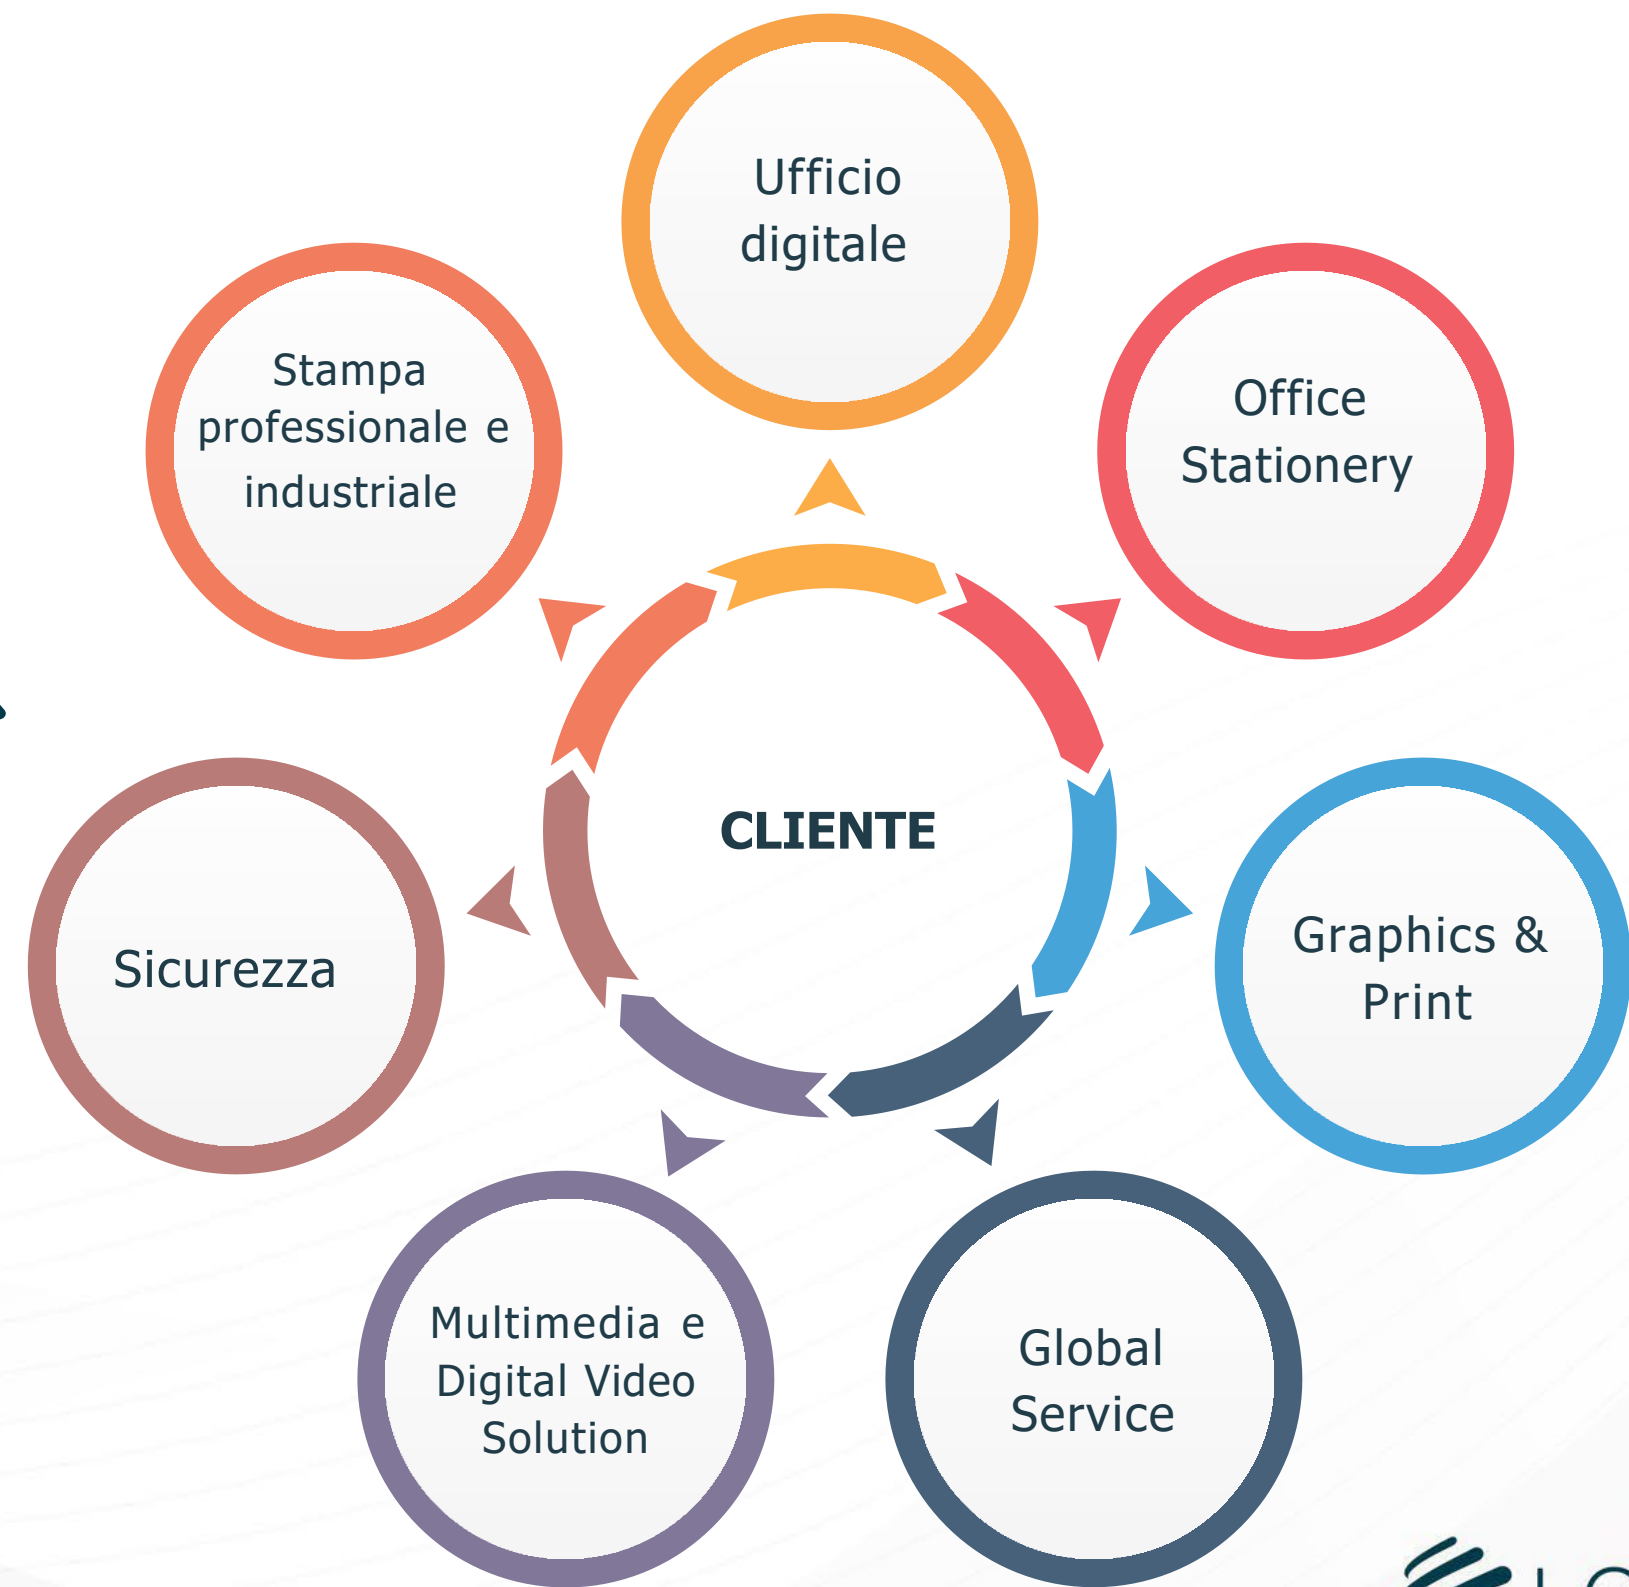 Ufficio
digitale
Stampa
professionale e
industriale
Office
Stationery
CLIENTE
Sicurezza
Graphics &
Print
Multimedia e
Digital Video
Solution
Global
Service